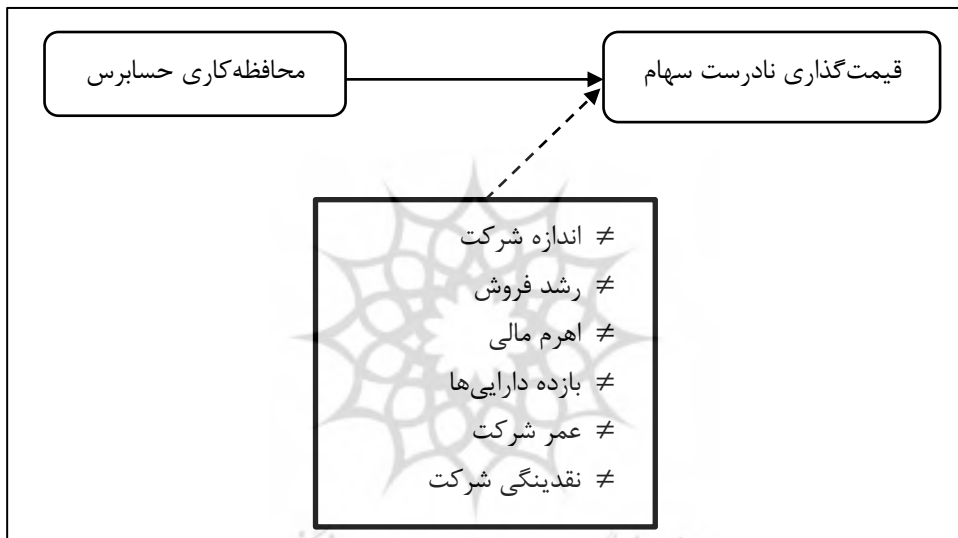 محافظه‌کاری حسابرس
قیمت‌گذاری نادرست سهام
≠ اندازه شرکت
≠ رشد فروش
≠ اهرم مالی
≠ بازده دارایی‌ها
≠ عمر شرکت
≠ نقدینگی شرکت